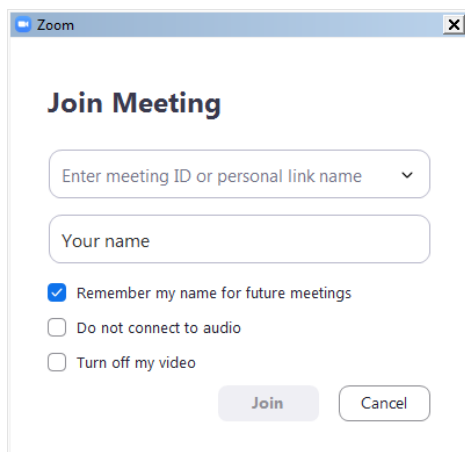 Zoom
Join Meeting
Enter meeting ID or personal link name
Your name
Remember my name for future meetings
Do not connect to audio
Turn off my video
Join Cancel